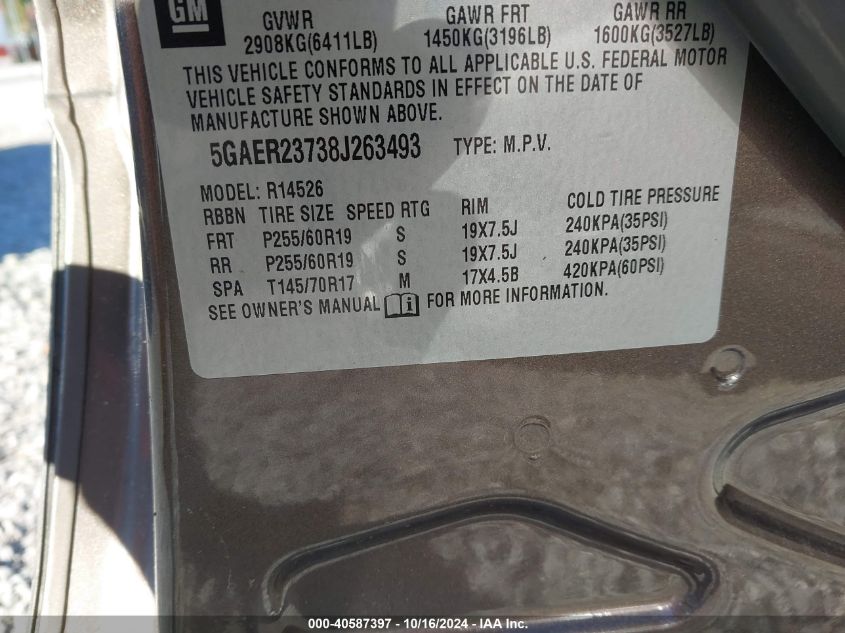 GM
GVWR GAWR FRT GAWR RR
2908KG(6411LB) 1450KG(3196LB) 1600KG(3527LB)
THIS VEHICLE CONFORMS TO ALL APPLICABLE U.S. FEDERAL MOTOR
VEHICLE SAFETY STANDARDS IN EFFECT ON THE DATE OF
MANUFACTURE SHOWN ABOVE.
5GAER23738J263493 TYPE: M.P.V.
MODEL: R14526
RBBN TIRE SIZE SPEED RTG RIM COLD TIRE PRESSURE
FRT P255/60R19 S 19X7.5J 240KPA(35PSI)
RR P255/60R19 S 19X7.5J 240KPA(35PSI)
SPA T145/70R17 M 17X4.5B 420KPA(60PSI)
SEE OWNER'S MANUAL FOR MORE INFORMATION.
000-40587397 - 10/16/2024 - IAA Inc.